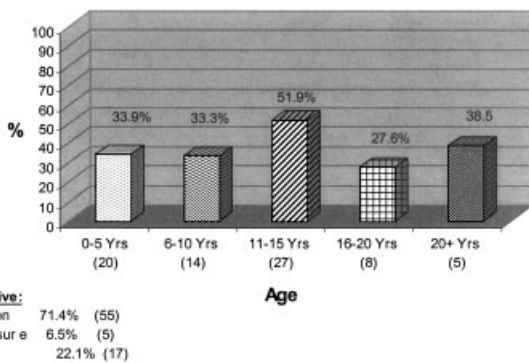 100
90
80
70
60
50
40
30
20
10
0
%
33.9%
33.3%
51.9%
27.6%
38.5
0-5 Yrs
6-10 Yrs
11-15 Yrs
16-20 Yrs
20+ Yrs
(20)
(14)
(27)
(8)
(5)
Age
ive:
on 71.4% (55)
sur e 6.5% (5)
22.1% (17)